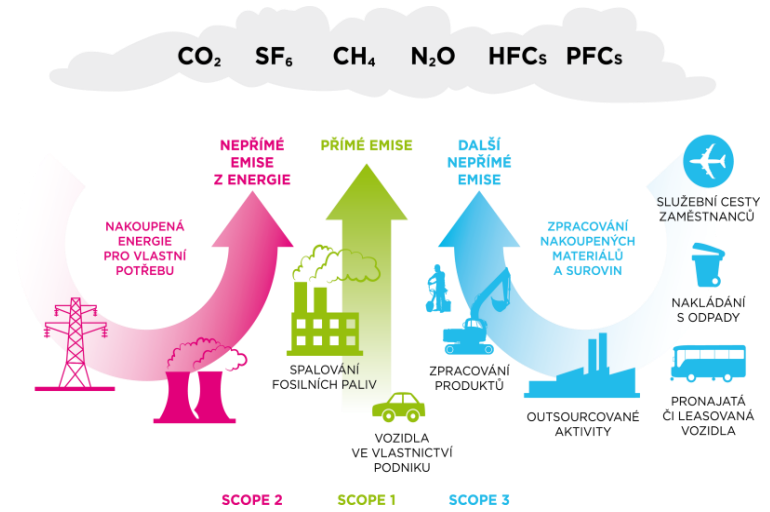 CO₂ SF₆ CH₄ N₂O HFCs PFCs
NEPŘÍMÉ
EMISE
Z ENERGIE
PŘÍMÉ EMISE
DALŠÍ
NEPŘÍMÉ
EMISE
SLUŽEBNÍ CESTY
ZAMĚSTNANCŮ
NAKOUPENÁ
ENERGIE
PRO VLASTNÍ
POTŘEBU
ZPRACOVÁNÍ
NAKOUPENÝCH
MATERIÁLŮ
A SUROVIN
NAKLÁDÁNÍ
S ODPADY
SPALOVÁNÍ
FOSILNÍCH PALIV
ZPRACOVÁNÍ
PRODUKTŮ
OUTSOURCOVANÉ
AKTIVITY
PRONAJATÁ
ČI LEASOVANÁ
VOZIDLA
VOZIDLA
VE VLASTNICTVÍ
PODNIKU
SCOPE 2
SCOPE 1
SCOPE 3